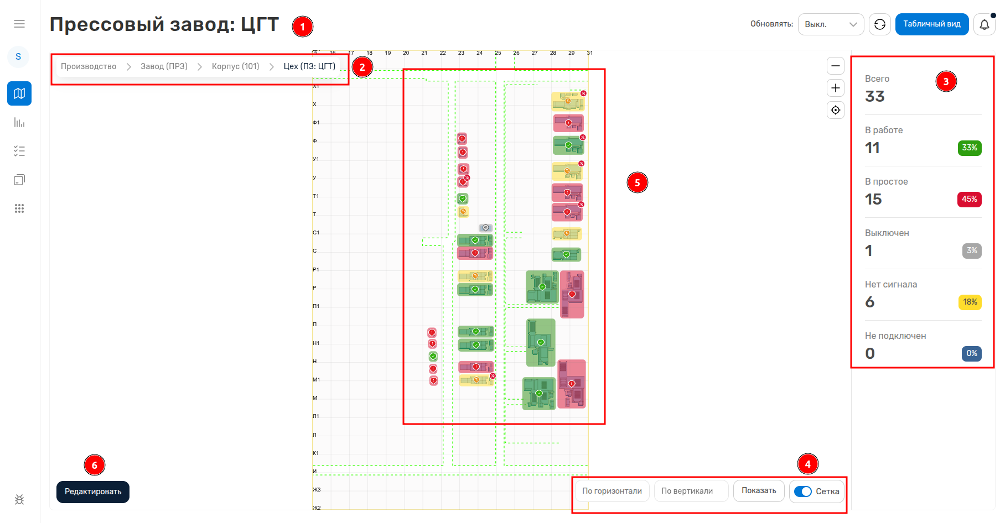 Прессовый завод: ЦГТ
1
Обновлять:
Выкл.
Табличный вид
S
15 16 17 18 19 20 21 22 23 24 25 26 27 28 29 30 31
Производство
Завод (ПРЗ)
Корпус (101)
Цех (ПЗ: ЦГТ)
2
Х1
Х
Ф1
Ф
У1
У
Т1
Т
С1
С
Р1
Р
П1
П
Н1
Н
М1
М
Л1
Л
К1
И
Ж3
Ж2
5
3
Всего
33
В работе
11
33%
В простое
15
45%
Выключен
1
3%
Нет сигнала
6
18%
Не подключен
0
0%
6
Редактировать
4
По горизонтали
По вертикали
Показать
Сетка